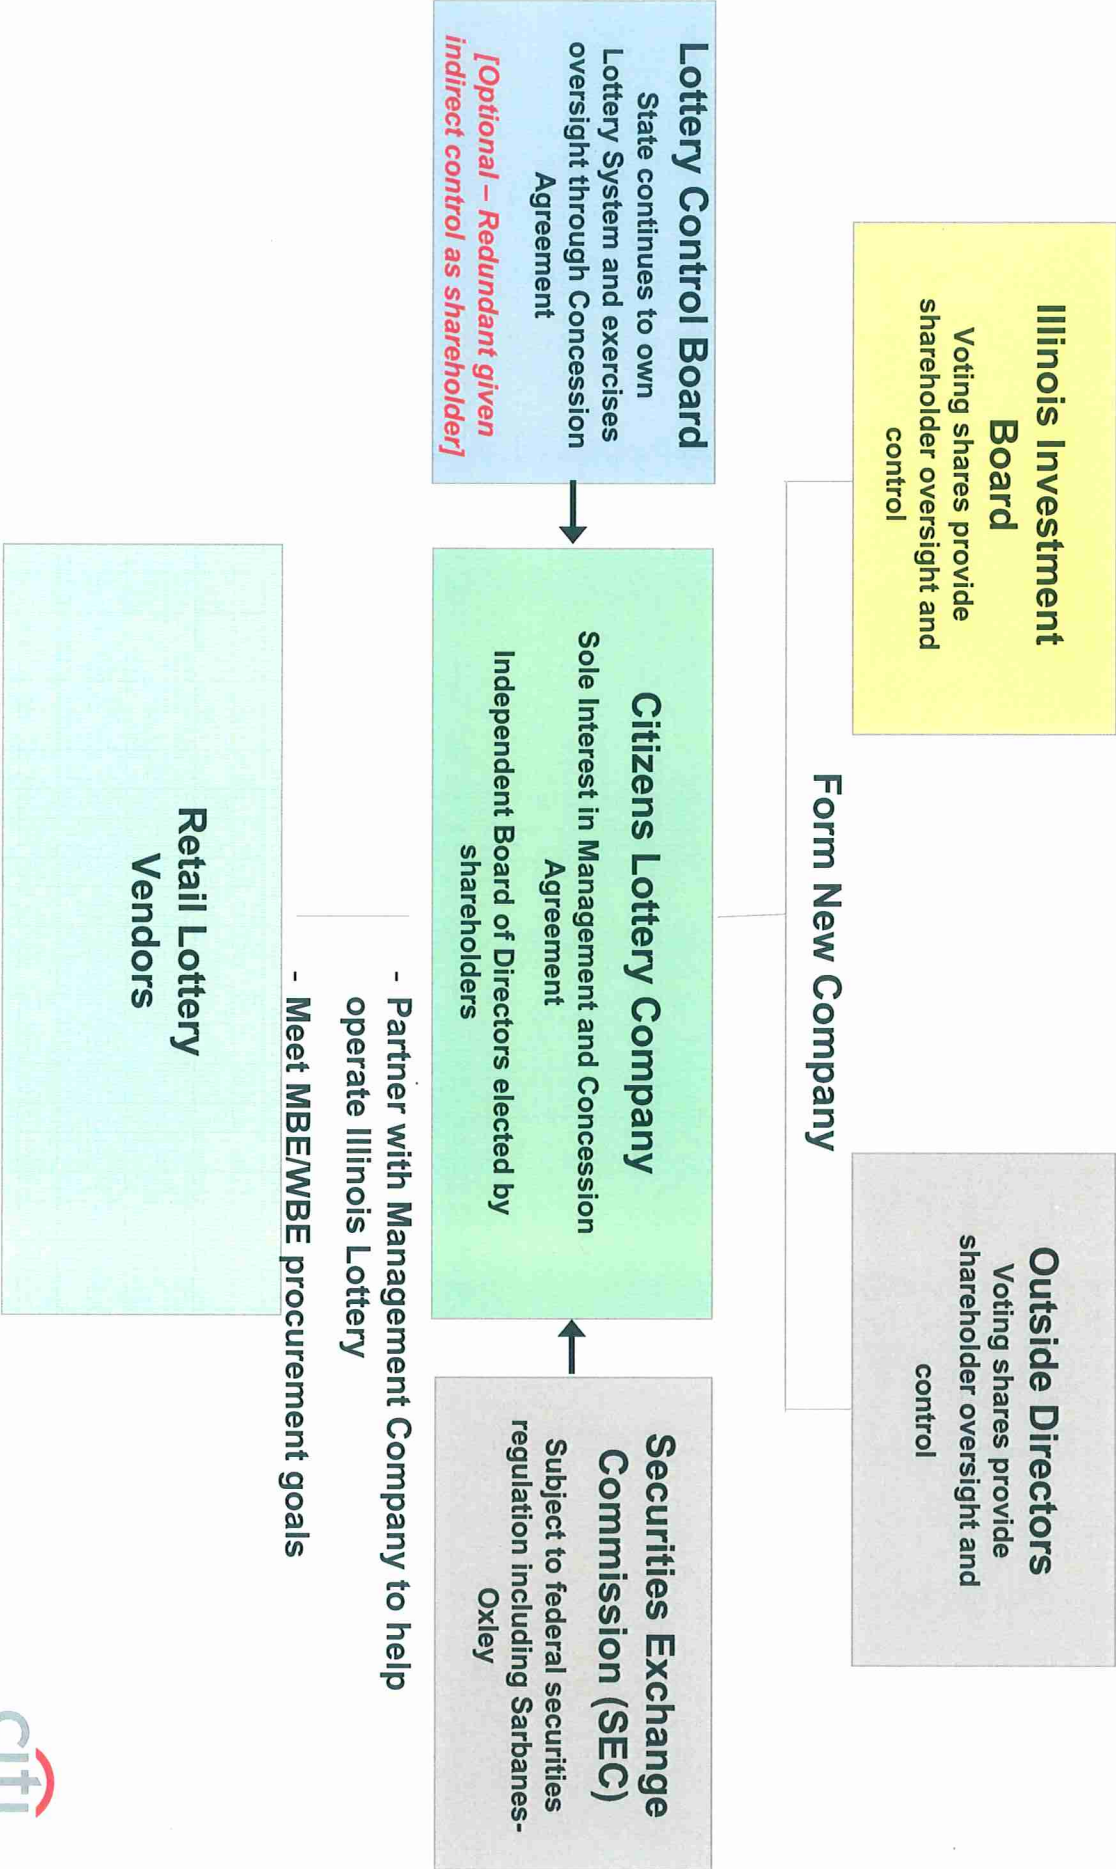 Illinois Investment
Board
Voting shares provide
shareholder oversight and
control
Outside Directors
Voting shares provide
shareholder oversight and
control
Form New Company
Lottery Control Board
State continues to own
Lottery System and exercises
oversight through Concession
Agreement
[Optional – Redundant given
indirect control as shareholder]
Citizens Lottery Company
Sole Interest in Management and Concession
Agreement
Independent Board of Directors elected by
shareholders
Securities Exchange
Commission (SEC)
Subject to federal securities
regulation including Sarbanes-
Oxley
- Partner with Management Company to help
operate Illinois Lottery
- Meet MBE/WBE procurement goals
Retail Lottery
Vendors
citi